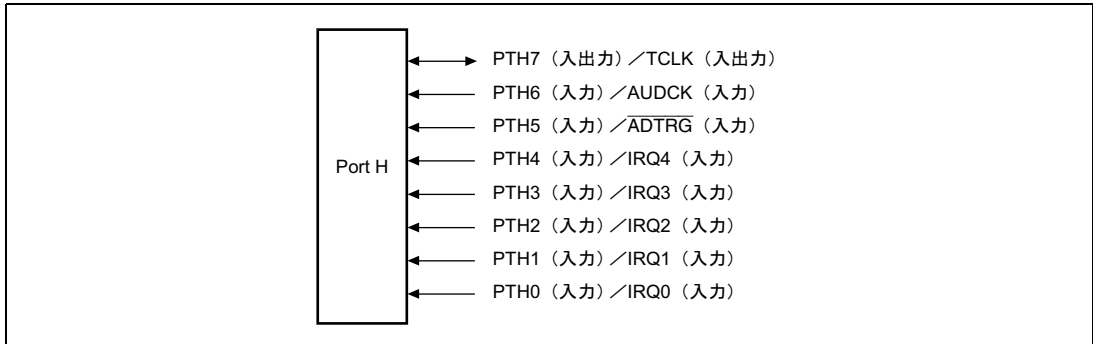 Port H
PTH7（入出力）／TCLK（入出力）
PTH6（入力）／AUDCK（入力）
PTH5（入力）／ADTRG（入力）
PTH4（入力）／IRQ4（入力）
PTH3（入力）／IRQ3（入力）
PTH2（入力）／IRQ2（入力）
PTH1（入力）／IRQ1（入力）
PTH0（入力）／IRQ0（入力）